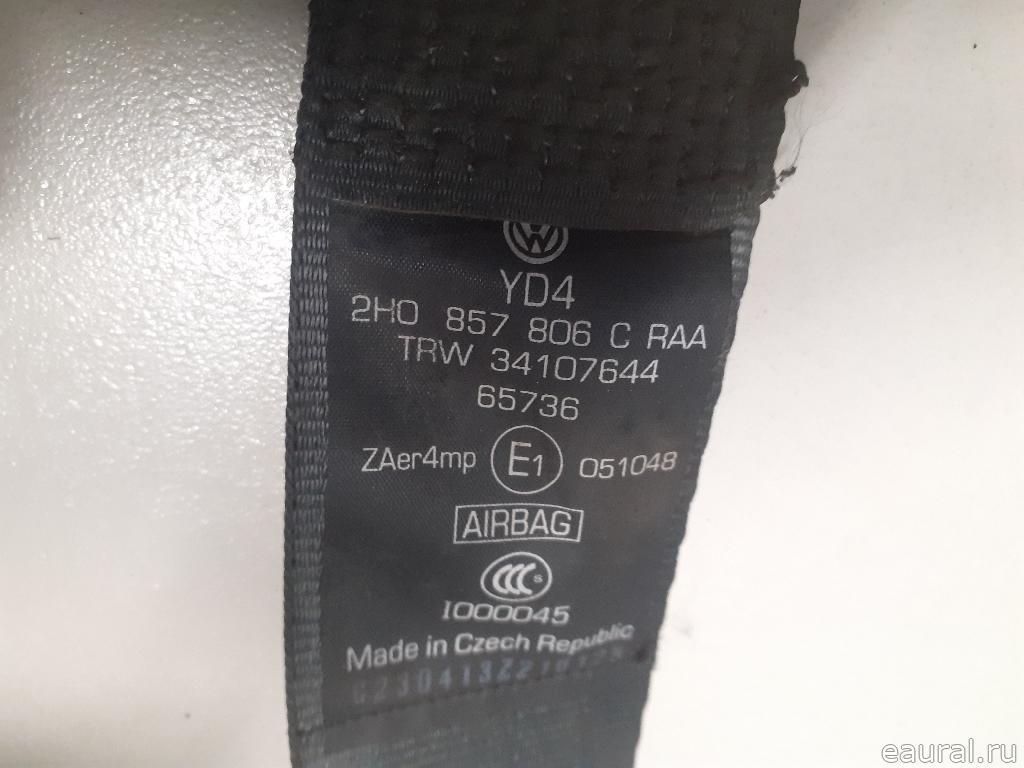 YD4
2H0 857 806 C RAA
TRW 34107644
65736
ZAer4mp E1 051048
AIRBAG
CCC S
I000045
Made in Czech Republic
eaural.ru